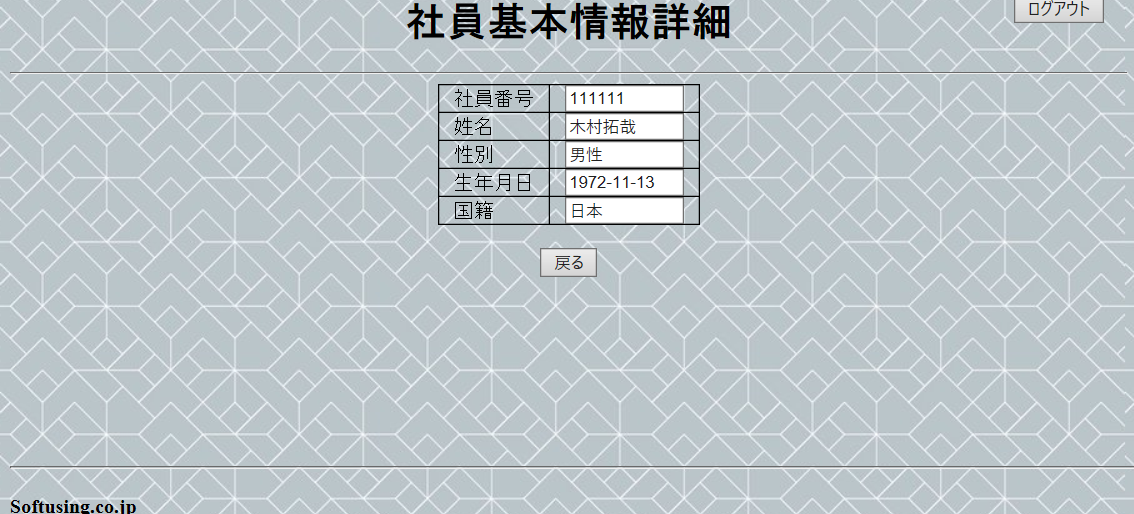 社員基本情報詳細
ログアウト
社員番号 111111
姓名 木村拓哉
性別 男性
生年月日 1972-11-13
国籍 日本
戻る
Softusing.co.jp